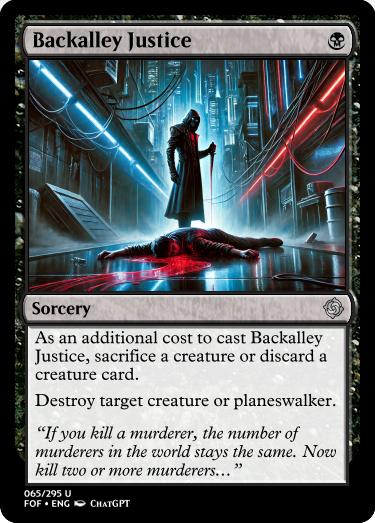 Backalley Justice
Sorcery
As an additional cost to cast Backalley
Justice, sacrifice a creature or discard a
creature card.
Destroy target creature or planeswalker.
“If you kill a murderer, the number of
murderers in the world stays the same. Now
kill two or more murderers…”
065/295 U
FOF • ENG ChatGPT